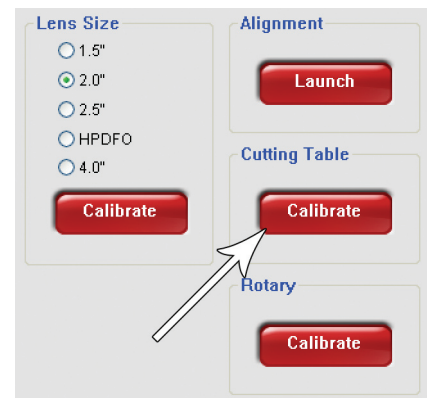 Lens Size
1.5"
2.0"
2.5"
HPDFO
4.0"
Calibrate
Alignment
Launch
Cutting Table
Calibrate
Rotary
Calibrate